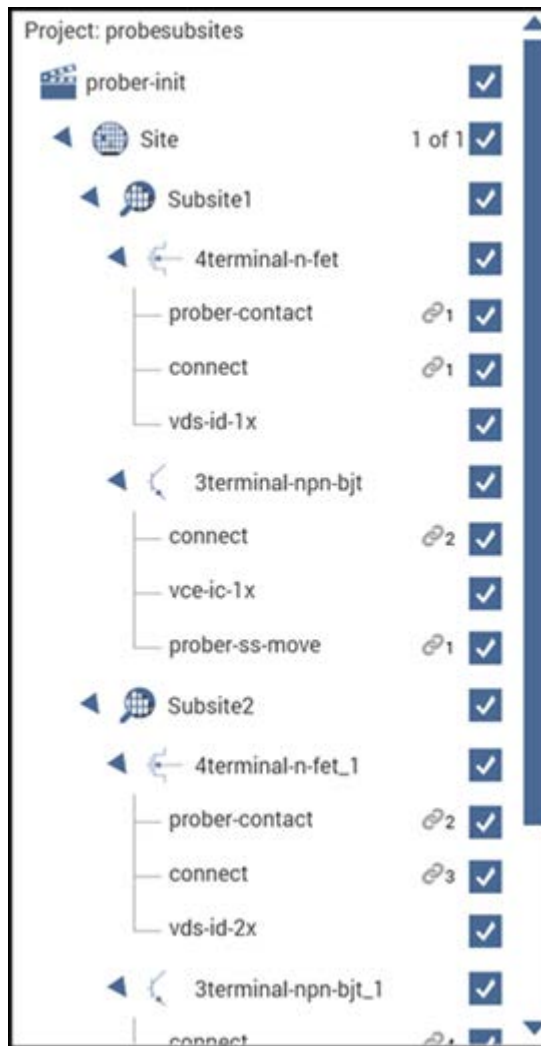 Project: probesubsites
prober-init
Site 1 of 1
Subsite1
4terminal-n-fet
prober-contact 1
connect 1
vds-id-1x
3terminal-npn-bjt
connect 2
vce-ic-1x
prober-ss-move 1
Subsite2
4terminal-n-fet_1
prober-contact 2
connect 3
vds-id-2x
3terminal-npn-bjt_1
connect 4